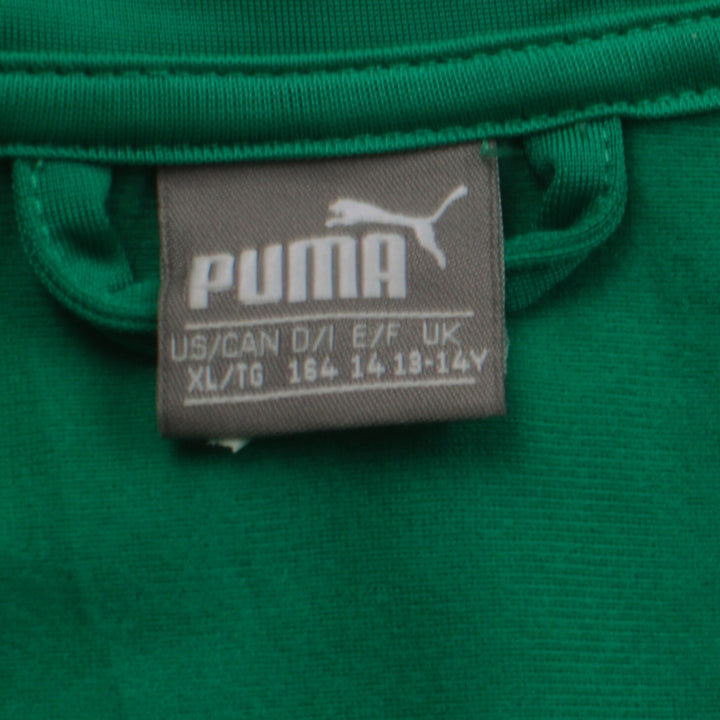 PUMA
US/CAN D/I E/F UK
XL/TG 164 14 13-14Y